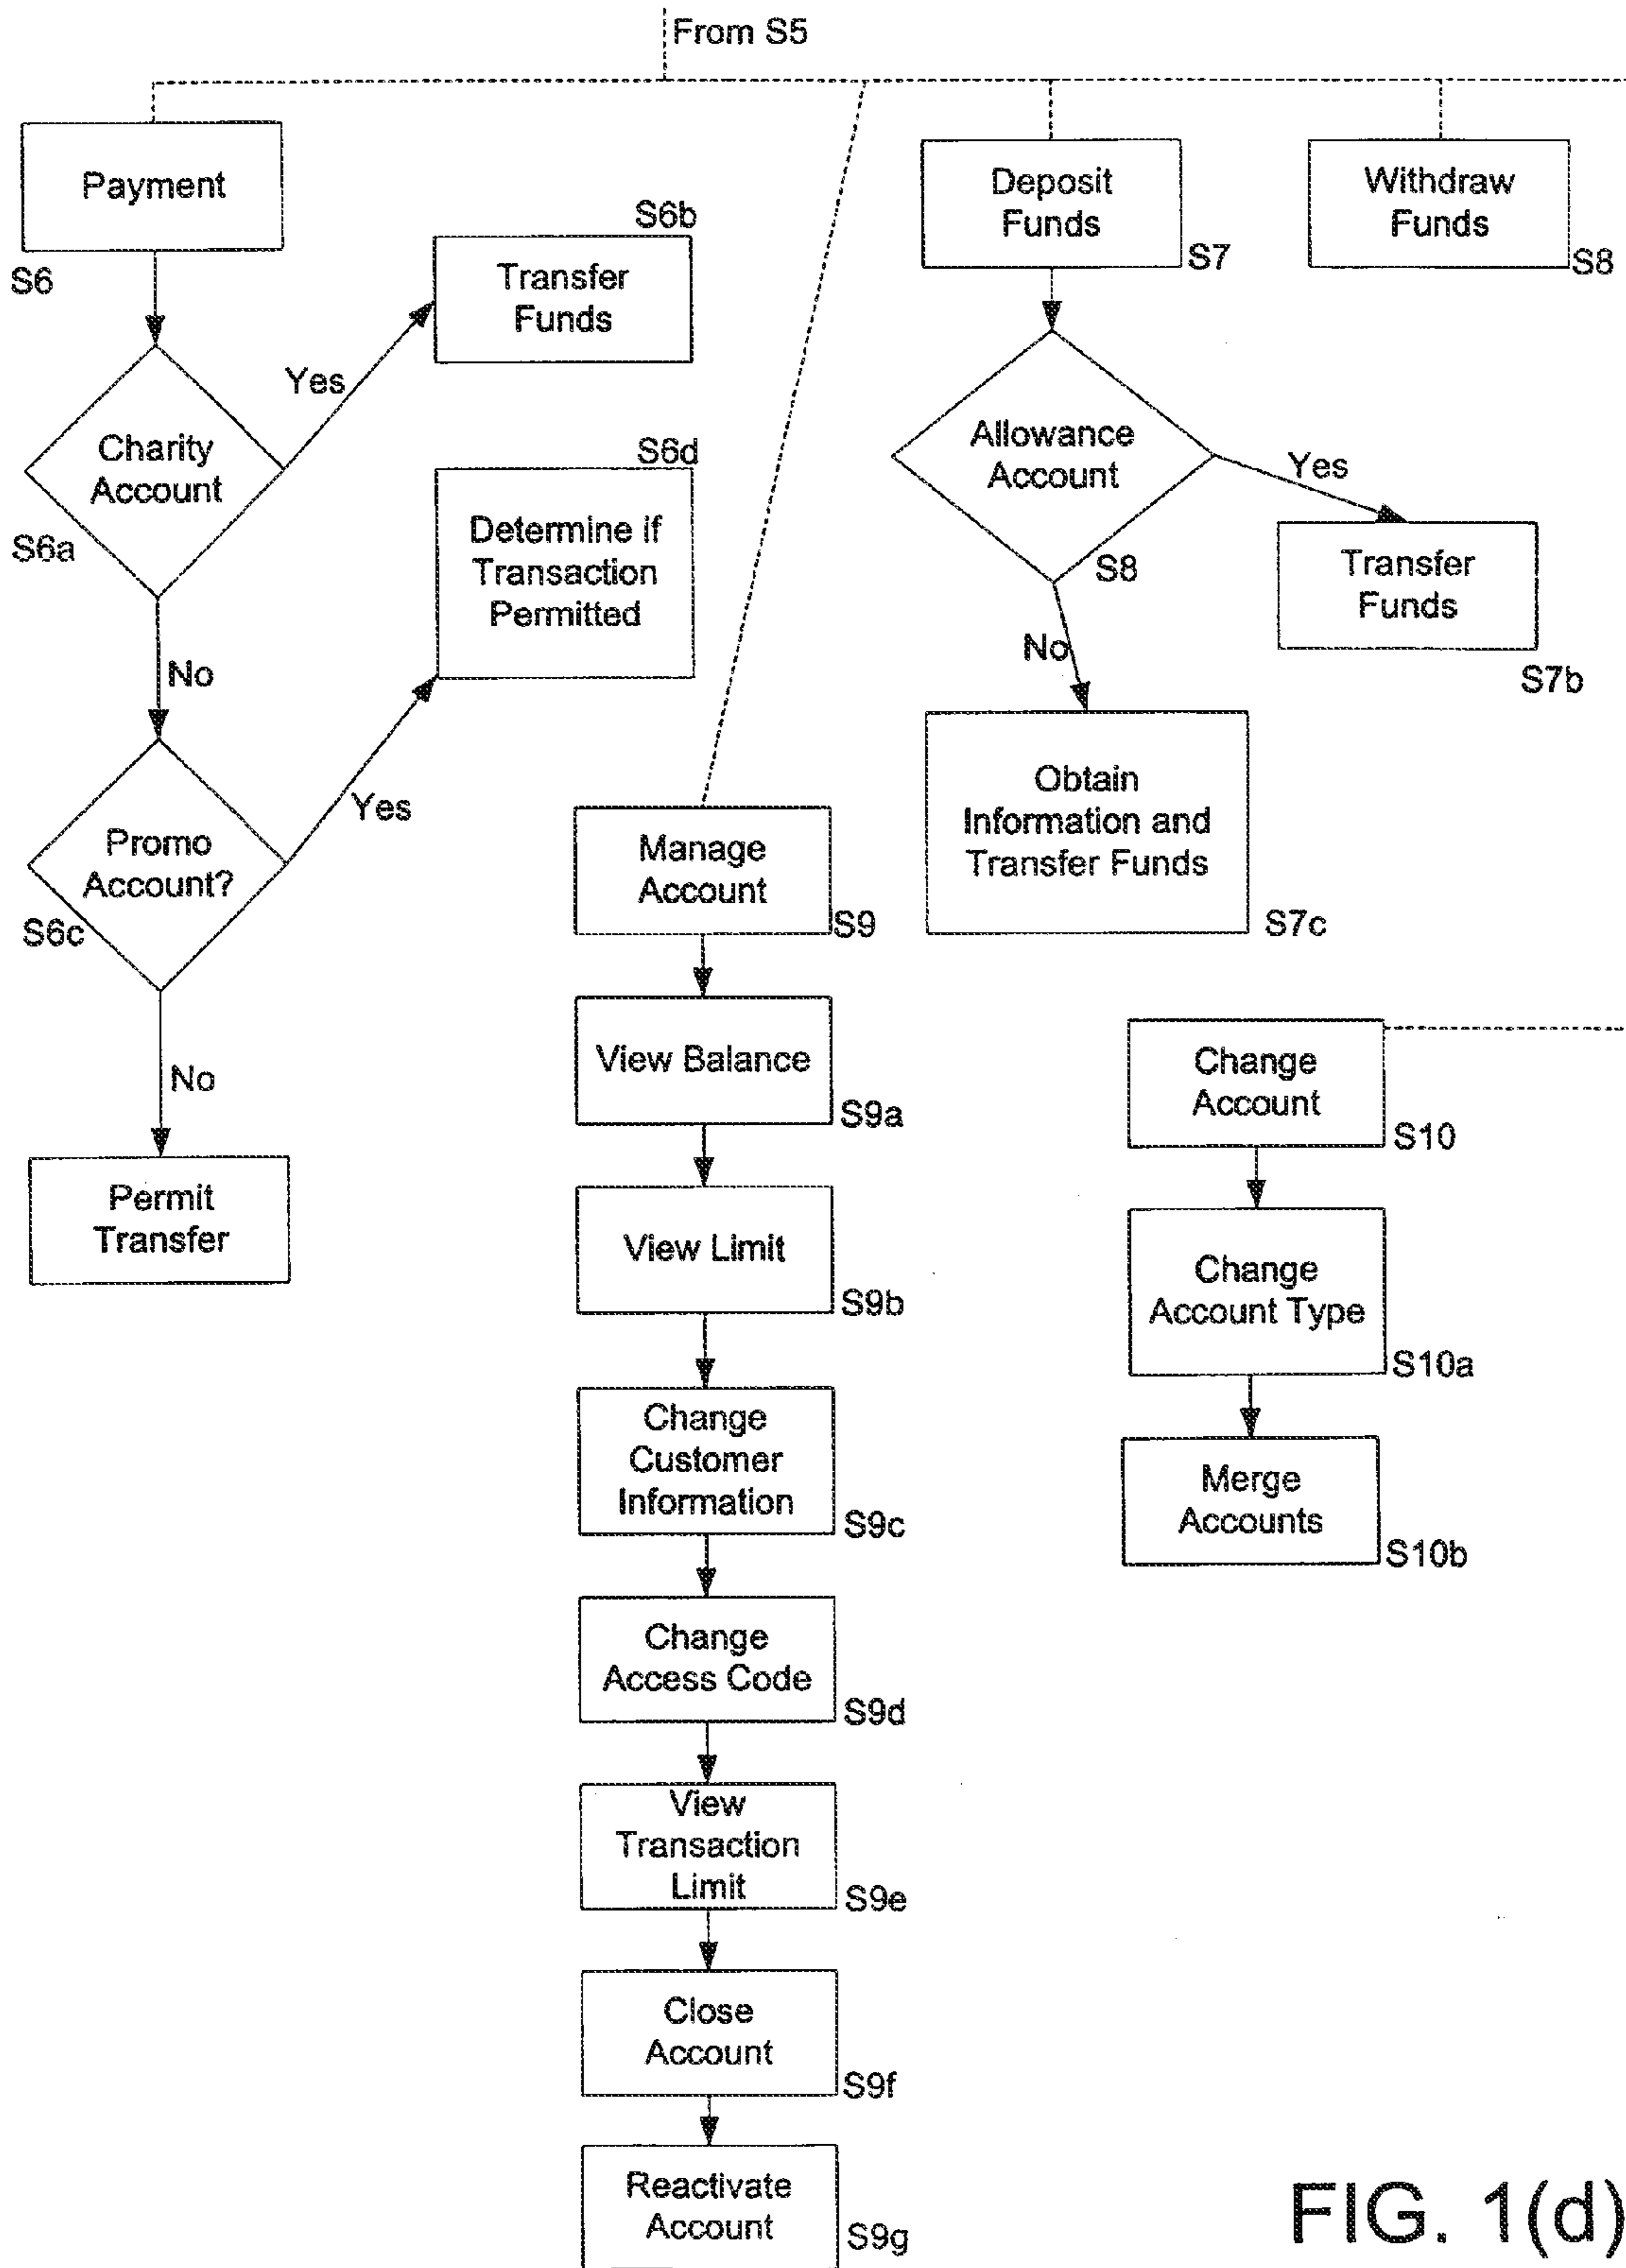 From S5
Payment
S6
Charity
Account
S6a
Yes
S6b
Transfer
Funds
No
Promo
Account?
S6c
Yes
S6d
Determine if
Transaction
Permitted
No
Permit
Transfer
Deposit
Funds
S7
Allowance
Account
S8
Yes
Transfer
Funds
S7b
No
Obtain
Information and
Transfer Funds
S7c
Withdraw
Funds
S8
Manage
Account
S9
View Balance
S9a
View Limit
S9b
Change
Customer
Information
S9c
Change
Access Code
S9d
View
Transaction
Limit
S9e
Close
Account
S9f
Reactivate
Account
S9g
Change
Account
S10
Change
Account Type
S10a
Merge
Accounts
S10b
FIG. 1(d)